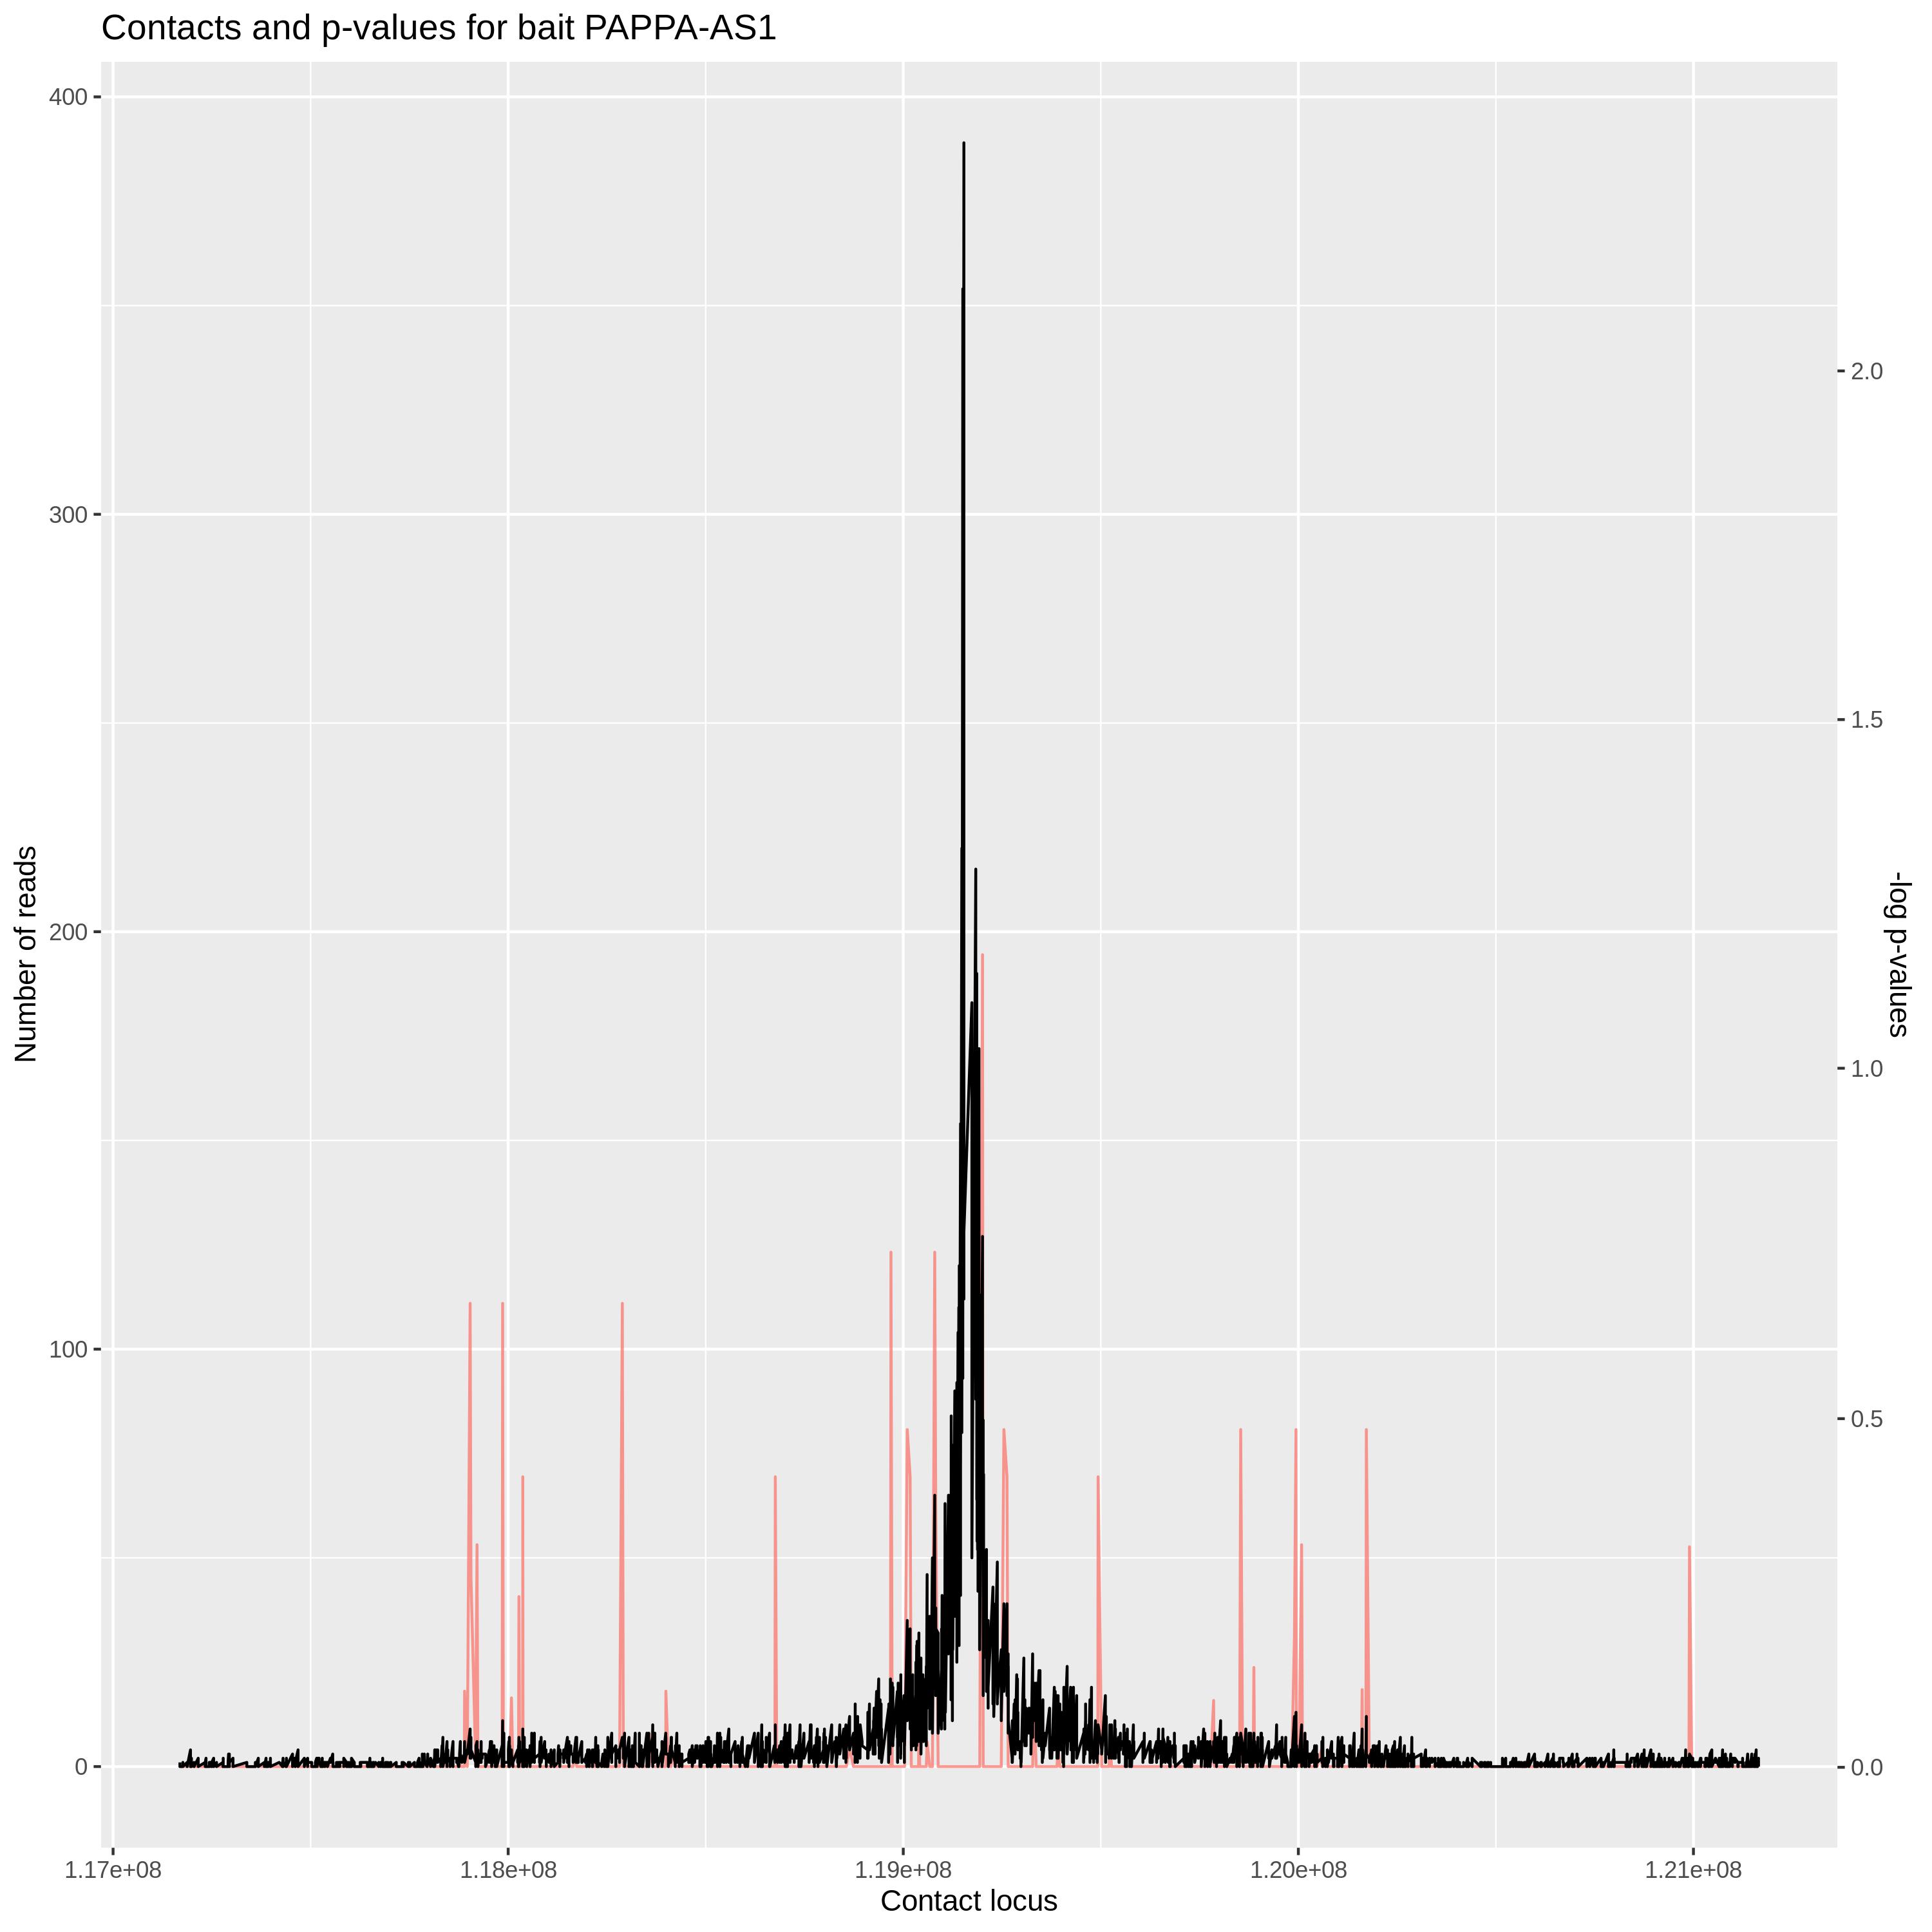 Contacts and p-values for bait PAPPA-AS1
400
300
200
100
0
Number of reads
2.0
1.5
1.0
0.5
0.0
-log p-values
1.17e+08
1.18e+08
1.19e+08
1.20e+08
1.21e+08
Contact locus